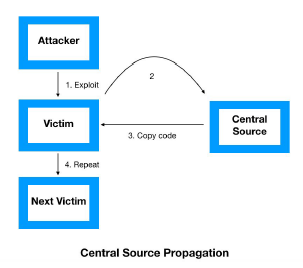 Attacker
1. Exploit
2
Victim
Central
Source
3. Copy code
4. Repeat
Next Victim
Central Source Propagation